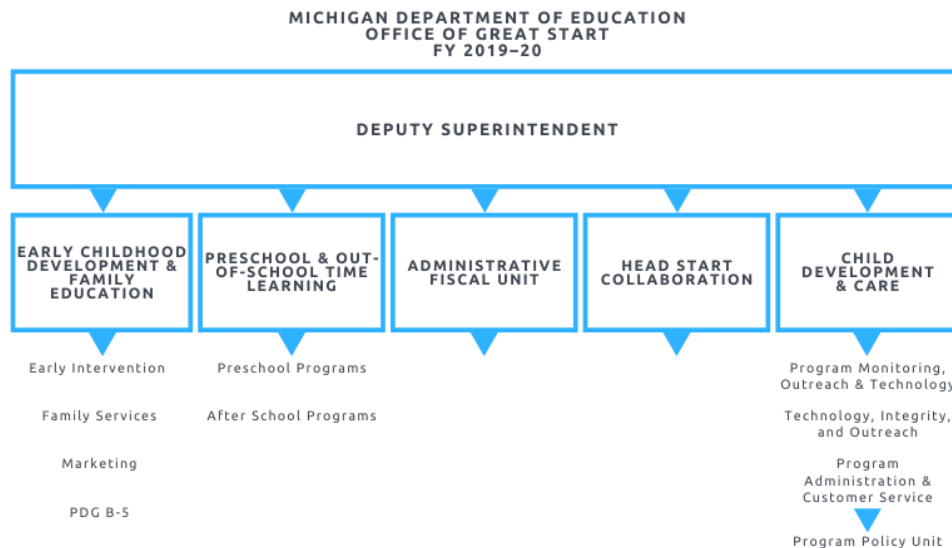 MICHIGAN DEPARTMENT OF EDUCATION
OFFICE OF GREAT START
FY 2019–20
DEPUTY SUPERINTENDENT
EARLY CHILDHOOD
DEVELOPMENT &
FAMILY
EDUCATION
PRESCHOOL & OUT-
OF-SCHOOL TIME
LEARNING
ADMINISTRATIVE
FISCAL UNIT
HEAD START
COLLABORATION
CHILD
DEVELOPMENT
& CARE
Early Intervention
Family Services
Marketing
PDG B-5
Preschool Programs
After School Programs
Program Monitoring,
Outreach & Technology
Technology, Integrity,
and Outreach
Program
Administration &
Customer Service
Program Policy Unit